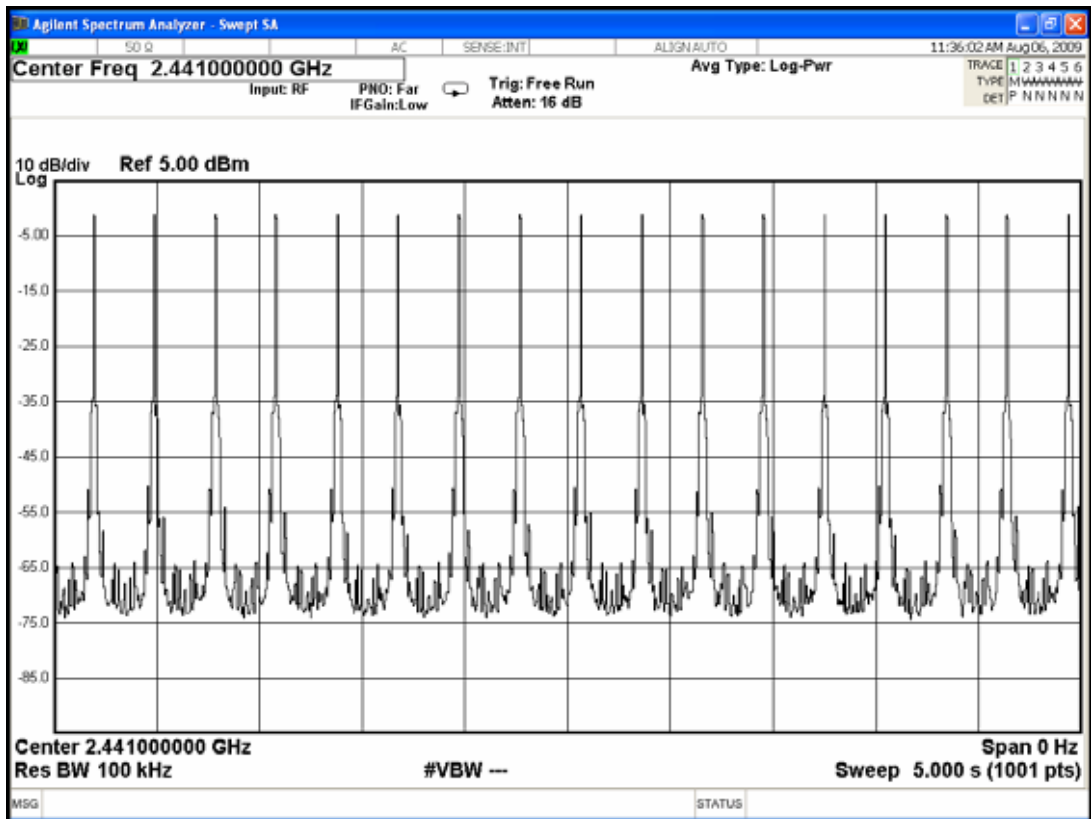 Agilent Spectrum Analyzer - Swept SA
50 Ω AC SENSE:INT ALIGNAUTO 11:36:02 AM Aug 06, 2009
Center Freq 2.441000000 GHz
Input: RF
PNO: Far
IFGain:Low
Trig: Free Run
Atten: 16 dB
Avg Type: Log-Pwr
TRACE 1 2 3 4 5 6
TYPE M
DET P N N N N N
10 dB/div Ref 5.00 dBm
Log
-5.00
-15.0
-25.0
-35.0
-45.0
-55.0
-65.0
-75.0
-85.0
Center 2.441000000 GHz Span 0 Hz
Res BW 100 kHz #VBW --- Sweep 5.000 s (1001 pts)
MSG STATUS